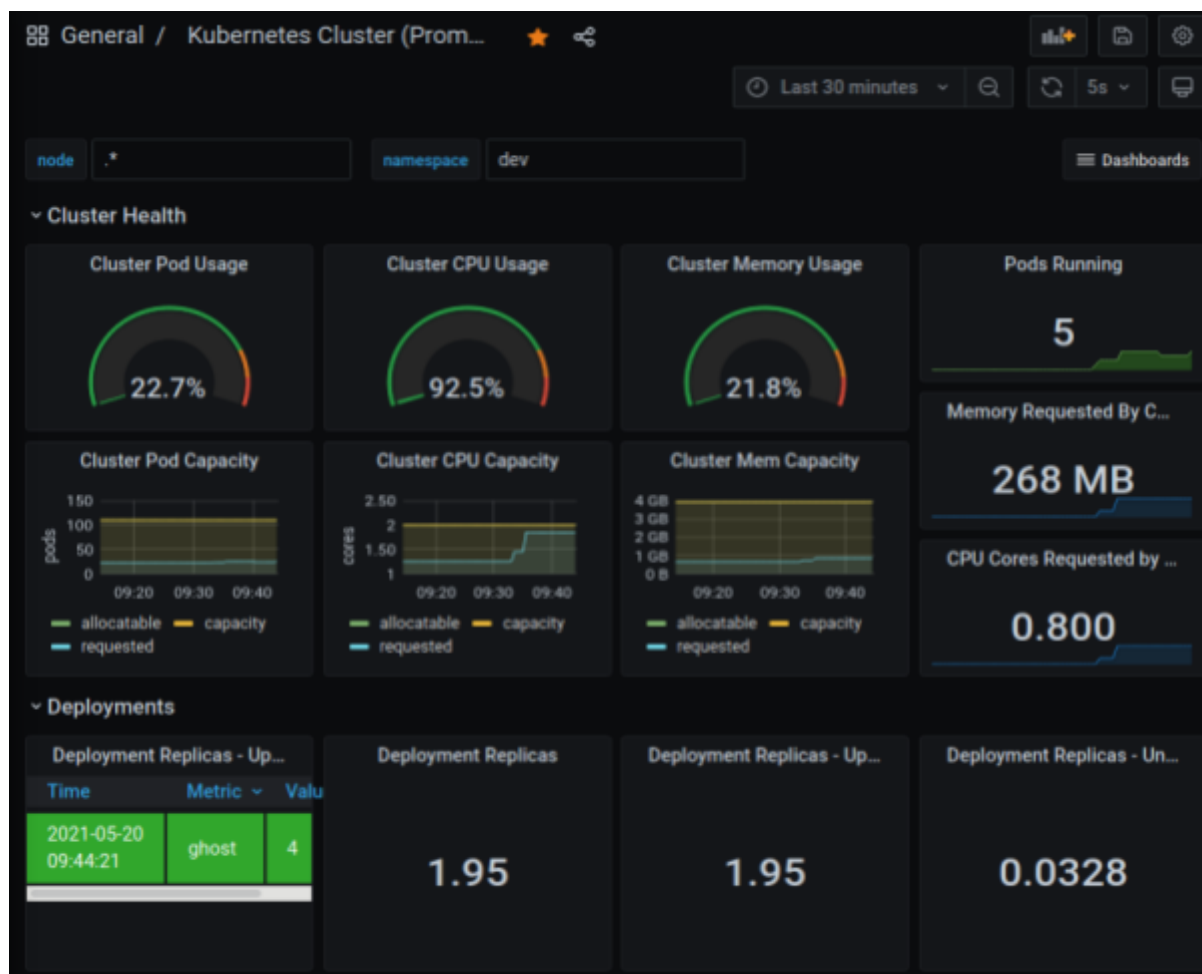 General / Kubernetes Cluster (Prom...
Last 30 minutes
5s
node .*
namespace dev
Dashboards
Cluster Health
Cluster Pod Usage
22.7%
Cluster CPU Usage
92.5%
Cluster Memory Usage
21.8%
Pods Running
5
Memory Requested By C...
268 MB
CPU Cores Requested by ...
0.800
Cluster Pod Capacity
pods
150
100
50
0
09:20 09:30 09:40
allocatable capacity
requested
Cluster CPU Capacity
cores
2.50
2
1.50
1
09:20 09:30 09:40
allocatable capacity
requested
Cluster Mem Capacity
4 GB
3 GB
2 GB
1 GB
0 B
09:20 09:30 09:40
allocatable capacity
requested
Deployments
Deployment Replicas - Up...
Time Metric Valu
2021-05-20
09:44:21
ghost 4
Deployment Replicas
1.95
Deployment Replicas - Up...
1.95
Deployment Replicas - Un...
0.0328